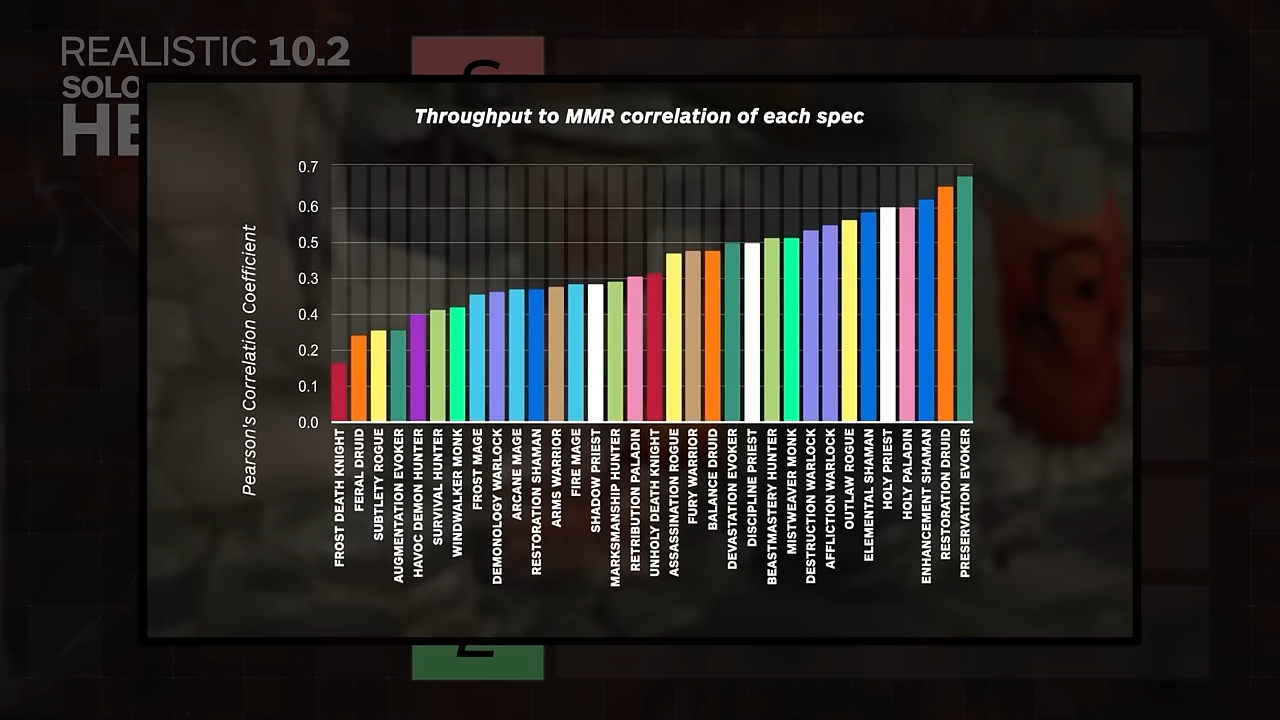 REALISTIC 10.2
SOLO
HE
S
Throughput to MMR correlation of each spec
Pearson's Correlation Coefficient
0.7
0.6
0.5
0.3
0.4
0.2
0.1
0.0
FROST DEATH KNIGHT
FERAL DRUID
SUBTLETY ROGUE
AUGMENTATION EVOKER
HAVOC DEMON HUNTER
SURVIVAL HUNTER
WINDWALKER MONK
FROST MAGE
DEMONOLOGY WARLOCK
ARCANE MAGE
RESTORATION SHAMAN
ARMS WARRIOR
FIRE MAGE
SHADOW PRIEST
MARKSMANSHIP HUNTER
RETRIBUTION PALADIN
UNHOLY DEATH KNIGHT
ASSASSINATION ROGUE
FURY WARRIOR
BALANCE DRUID
DEVASTATION EVOKER
DISCIPLINE PRIEST
BEASTMASTERY HUNTER
MISTWEAVER MONK
DESTRUCTION WARLOCK
AFFLICTION WARLOCK
OUTLAW ROGUE
ELEMENTAL SHAMAN
HOLY PRIEST
HOLY PALADIN
ENHANCEMENT SHAMAN
RESTORATION DRUID
PRESERVATION EVOKER